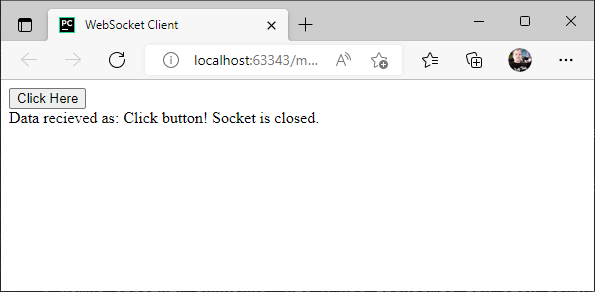 PC WebSocket Client
localhost:63343/m...
Click Here
Data recieved as: Click button! Socket is closed.